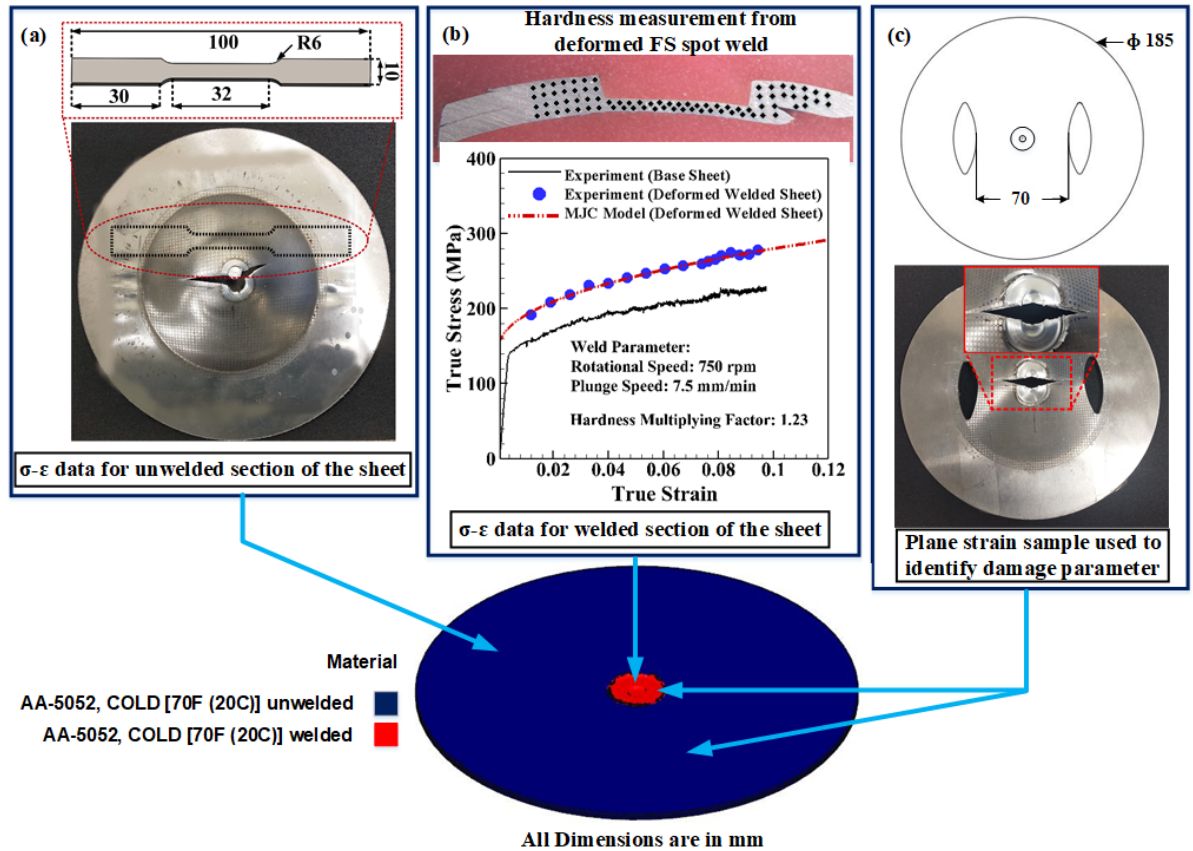 (a)
100
R6
10
30
32
σ-ε data for unwelded section of the sheet
(b)
Hardness measurement from
deformed FS spot weld
400
300
200
100
0
True Stress (MPa)
Experiment (Base Sheet)
Experiment (Deformed Welded Sheet)
MJC Model (Deformed Welded Sheet)
Weld Parameter:
Rotational Speed: 750 rpm
Plunge Speed: 7.5 mm/min
Hardness Multiplying Factor: 1.23
0.02
0.04
0.06
0.08
0.1
0.12
True Strain
σ-ε data for welded section of the sheet
(c)
ϕ 185
70
Plane strain sample used to
identify damage parameter
Material
AA-5052, COLD [70F (20C)] unwelded
AA-5052, COLD [70F (20C)] welded
All Dimensions are in mm